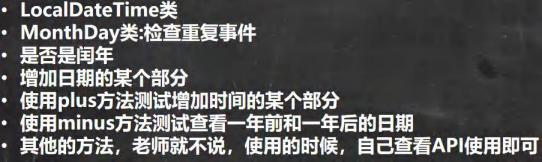 • LocalDateTime类
• MonthDay类:检查重复事件
• 是否是闰年
• 增加日期的某个部分
• 使用plus方法测试增加时间的某个部分
• 使用minus方法测试查看一年前和一年后的日期
• 其他的方法，老师就不说，使用的时候，自己查看API使用即可